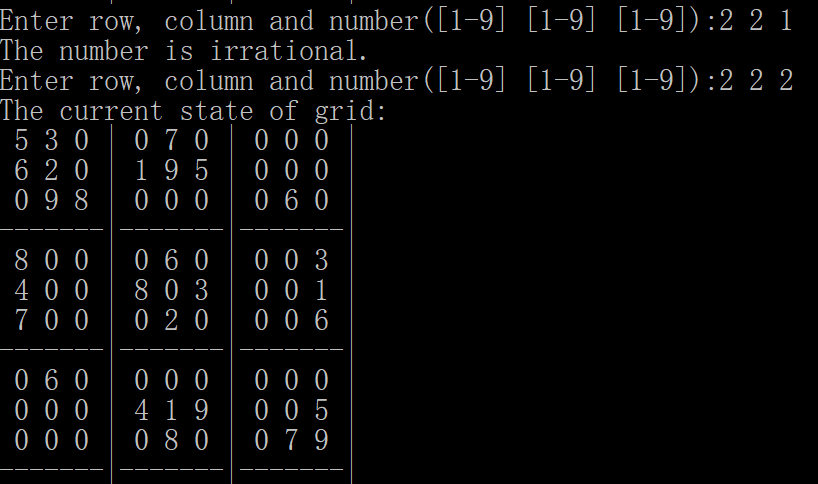 Enter row, column and number([1-9] [1-9] [1-9]):2 2 1
The number is irrational.
Enter row, column and number([1-9] [1-9] [1-9]):2 2 2
The current state of grid:
5 3 0 | 0 7 0 | 0 0 0 |
6 2 0 | 1 9 5 | 0 0 0 |
0 9 8 | 0 0 0 | 0 6 0 |
-------|-------|-------|
8 0 0 | 0 6 0 | 0 0 3 |
4 0 0 | 8 0 3 | 0 0 1 |
7 0 0 | 0 2 0 | 0 0 6 |
-------|-------|-------|
0 6 0 | 0 0 0 | 0 0 0 |
0 0 0 | 4 1 9 | 0 0 5 |
0 0 0 | 0 8 0 | 0 7 9 |
-------|-------|-------|